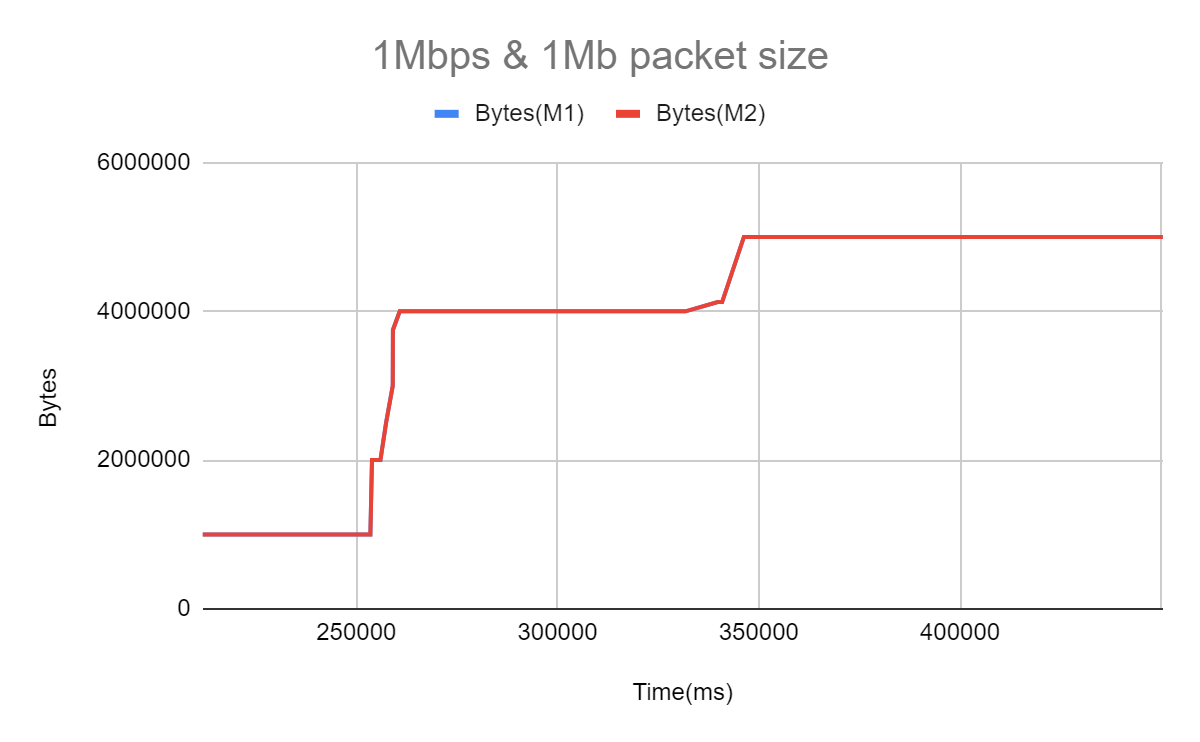 1Mbps & 1Mb packet size
Bytes(M1) Bytes(M2)
6000000
4000000
Bytes
2000000
0
250000 300000 350000 400000
Time(ms)